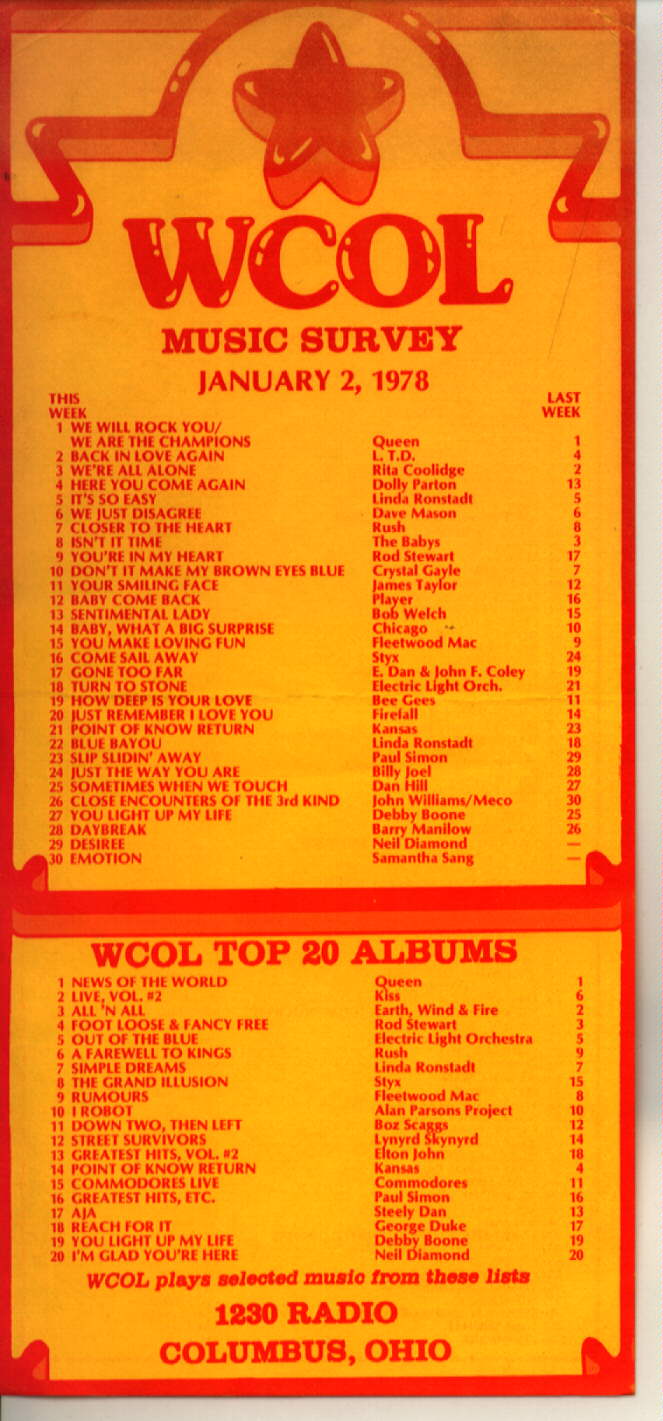 WCOL
MUSIC SURVEY
JANUARY 2, 1978
THIS LAST
WEEK WEEK
1 WE WILL ROCK YOU/
WE ARE THE CHAMPIONS Queen 1
2 BACK IN LOVE AGAIN L. T.D. 4
3 WE'RE ALL ALONE Rita Coolidge 2
4 HERE YOU COME AGAIN Dolly Parton 13
5 IT'S SO EASY Linda Ronstadt 5
6 WE JUST DISAGREE Dave Mason 6
7 CLOSER TO THE HEART Rush 8
8 ISN'T IT TIME The Babys 3
9 YOU'RE IN MY HEART Rod Stewart 17
10 DON'T IT MAKE MY BROWN EYES BLUE Crystal Gayle 7
11 YOUR SMILING FACE James Taylor 12
12 BABY COME BACK Player 16
13 SENTIMENTAL LADY Bob Welch 15
14 BABY, WHAT A BIG SURPRISE Chicago 10
15 YOU MAKE LOVING FUN Fleetwood Mac 9
16 COME SAIL AWAY Styx 24
17 GONE TOO FAR E. Dan & John F. Coley 19
18 TURN TO STONE Electric Light Orch. 21
19 HOW DEEP IS YOUR LOVE Bee Gees 11
20 JUST REMEMBER I LOVE YOU Firefall 14
21 POINT OF KNOW RETURN Kansas 23
22 BLUE BAYOU Linda Ronstadt 18
23 SLIP SLIDIN' AWAY Paul Simon 29
24 JUST THE WAY YOU ARE Billy Joel 28
25 SOMETIMES WHEN WE TOUCH Dan Hill 27
26 CLOSE ENCOUNTERS OF THE 3rd KIND John Williams/Meco 30
27 YOU LIGHT UP MY LIFE Debby Boone 25
28 DAYBREAK Barry Manilow 26
29 DESIREE Neil Diamond —
30 EMOTION Samantha Sang —
WCOL TOP 20 ALBUMS
1 NEWS OF THE WORLD Queen 1
2 LIVE, VOL. #2 Kiss 6
3 ALL 'N ALL Earth, Wind & Fire 2
4 FOOT LOOSE & FANCY FREE Rod Stewart 3
5 OUT OF THE BLUE Electric Light Orchestra 5
6 A FAREWELL TO KINGS Rush 9
7 SIMPLE DREAMS Linda Ronstadt 7
8 THE GRAND ILLUSION Styx 15
9 RUMOURS Fleetwood Mac 8
10 I ROBOT Alan Parsons Project 10
11 DOWN TWO, THEN LEFT Boz Scaggs 12
12 STREET SURVIVORS Lynyrd Skynyrd 14
13 GREATEST HITS, VOL. #2 Elton John 18
14 POINT OF KNOW RETURN Kansas 4
15 COMMODORES LIVE Commodores 11
16 GREATEST HITS, ETC. Paul Simon 16
17 AJA Steely Dan 13
18 REACH FOR IT George Duke 17
19 YOU LIGHT UP MY LIFE Debby Boone 19
20 I'M GLAD YOU'RE HERE Neil Diamond 20
WCOL plays selected music from these lists
1230 RADIO
COLUMBUS, OHIO